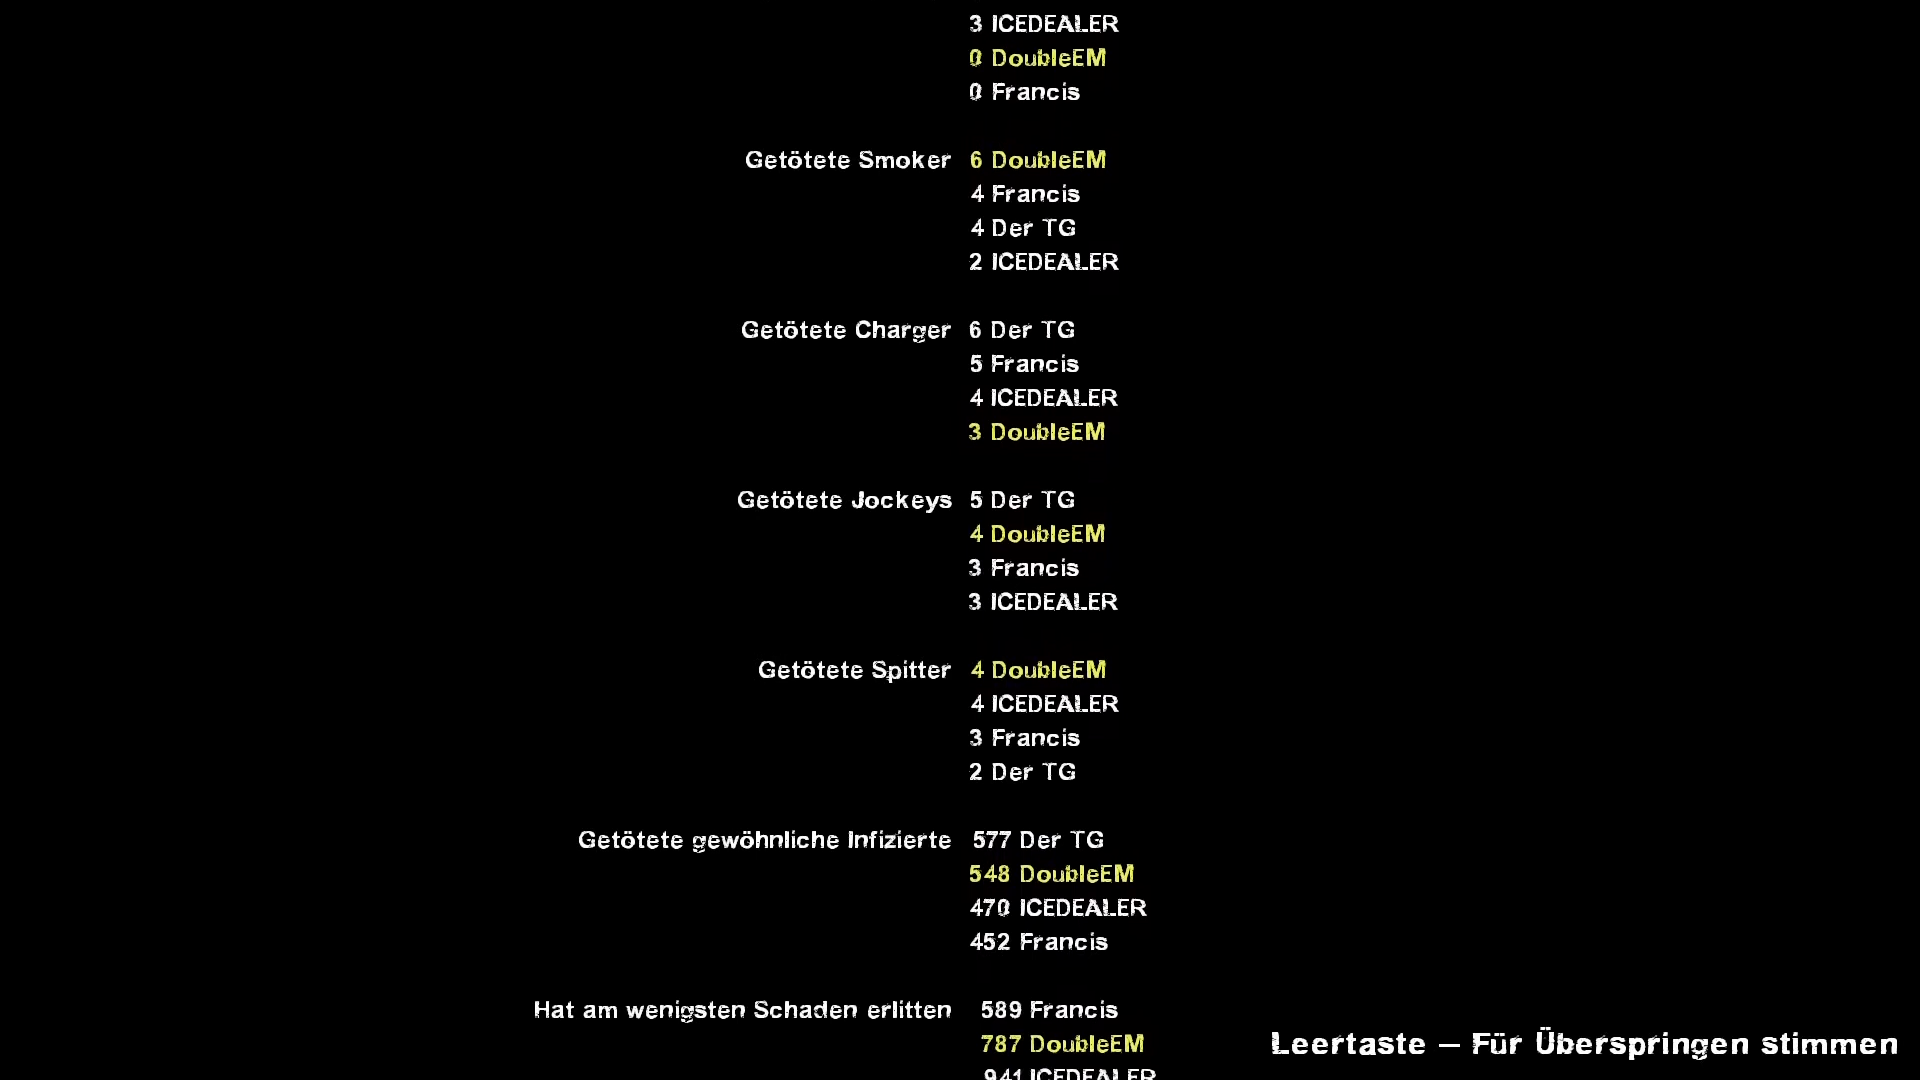 3 ICEDEALER
0 DoubleEM
0 Francis
Getötete Smoker 6 DoubleEM
4 Francis
4 Der TG
2 ICEDEALER
Getötete Charger 6 Der TG
5 Francis
4 ICEDEALER
3 DoubleEM
Getötete Jockeys 5 Der TG
4 DoubleEM
3 Francis
3 ICEDEALER
Getötete Spitter 4 DoubleEM
4 ICEDEALER
3 Francis
2 Der TG
Getötete gewöhnliche Infizierte 577 Der TG
548 DoubleEM
470 ICEDEALER
452 Francis
Hat am wenigsten Schaden erlitten 589 Francis
787 DoubleEM
941 ICEDEALER
Leertaste – Für Überspringen stimmen